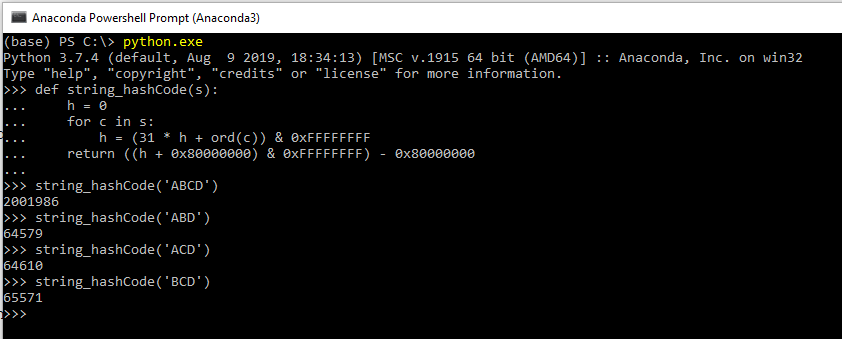 Anaconda Powershell Prompt (Anaconda3)
(base) PS C:\> python.exe
Python 3.7.4 (default, Aug  9 2019, 18:34:13) [MSC v.1915 64 bit (AMD64)] :: Anaconda, Inc. on win32
Type "help", "copyright", "credits" or "license" for more information.
>>> def string_hashCode(s):
...     h = 0
...     for c in s:
...         h = (31 * h + ord(c)) & 0xFFFFFFFF
...     return ((h + 0x80000000) & 0xFFFFFFFF) - 0x80000000
...
>>> string_hashCode('ABCD')
2001986
>>> string_hashCode('ABD')
64579
>>> string_hashCode('ACD')
64610
>>> string_hashCode('BCD')
65571
>>>